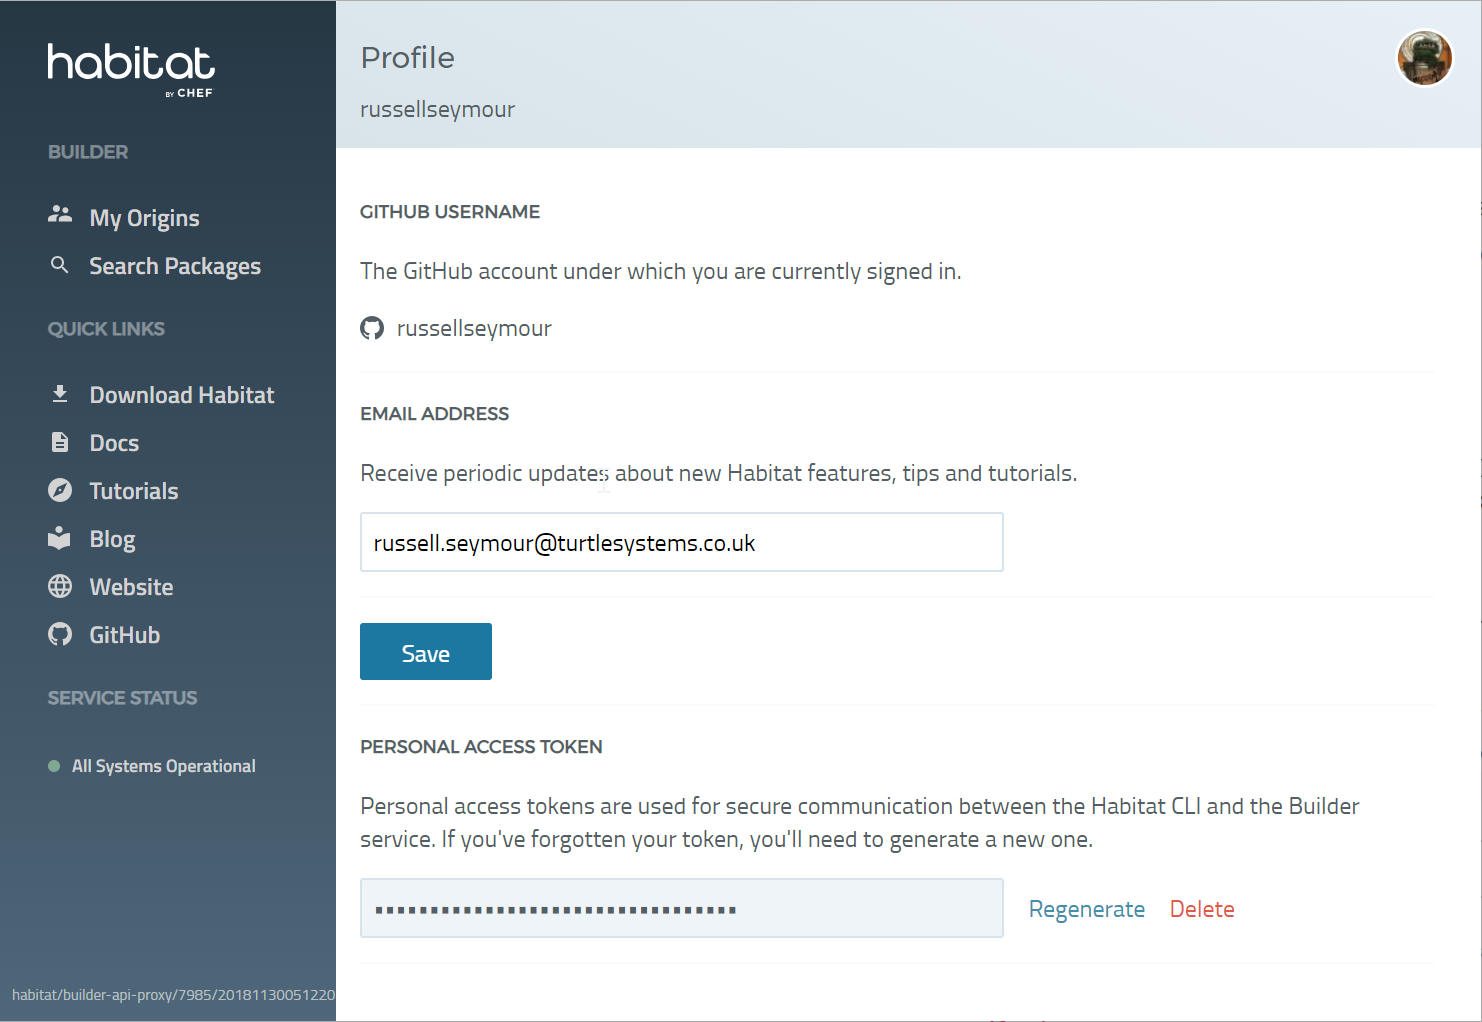 habitat
BY CHEF
BUILDER
My Origins
Search Packages
QUICK LINKS
Download Habitat
Docs
Tutorials
Blog
Website
GitHub
SERVICE STATUS
All Systems Operational
habitat/builder-api-proxy/7985/20181130051220
Profile
russellseymour
GITHUB USERNAME
The GitHub account under which you are currently signed in.
russellseymour
EMAIL ADDRESS
Receive periodic updates about new Habitat features, tips and tutorials.
russell.seymour@turtlesystems.co.uk
Save
PERSONAL ACCESS TOKEN
Personal access tokens are used for secure communication between the Habitat CLI and the Builder
service. If you've forgotten your token, you'll need to generate a new one.
Regenerate Delete